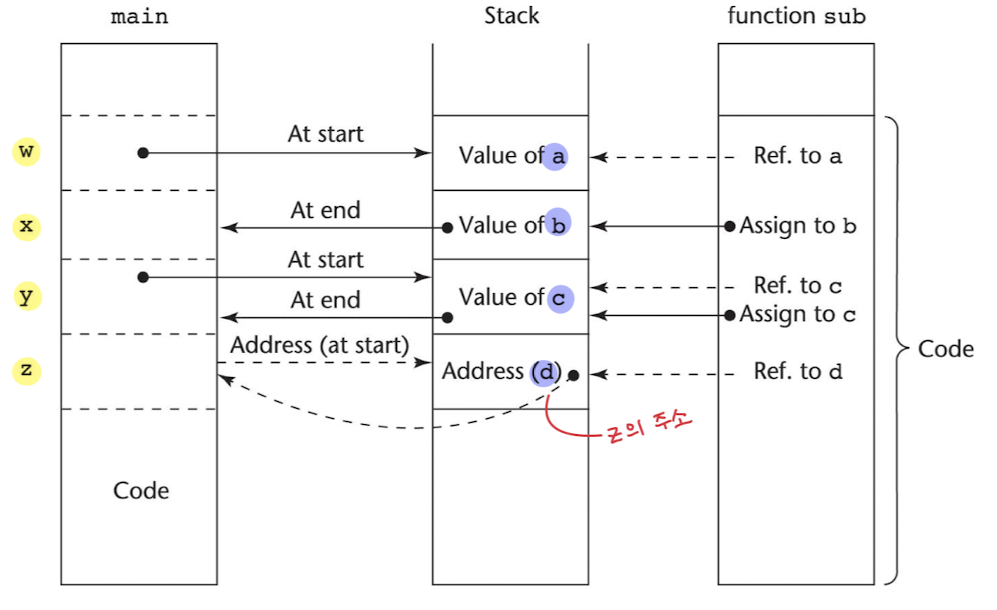 main Stack function sub
w At start Value of a Ref. to a
x At end Value of b Assign to b
At start Ref. to c
y Value of c
At end Assign to c
Address (at start)
z Address (d) Ref. to d
Code
z의 주소
Code